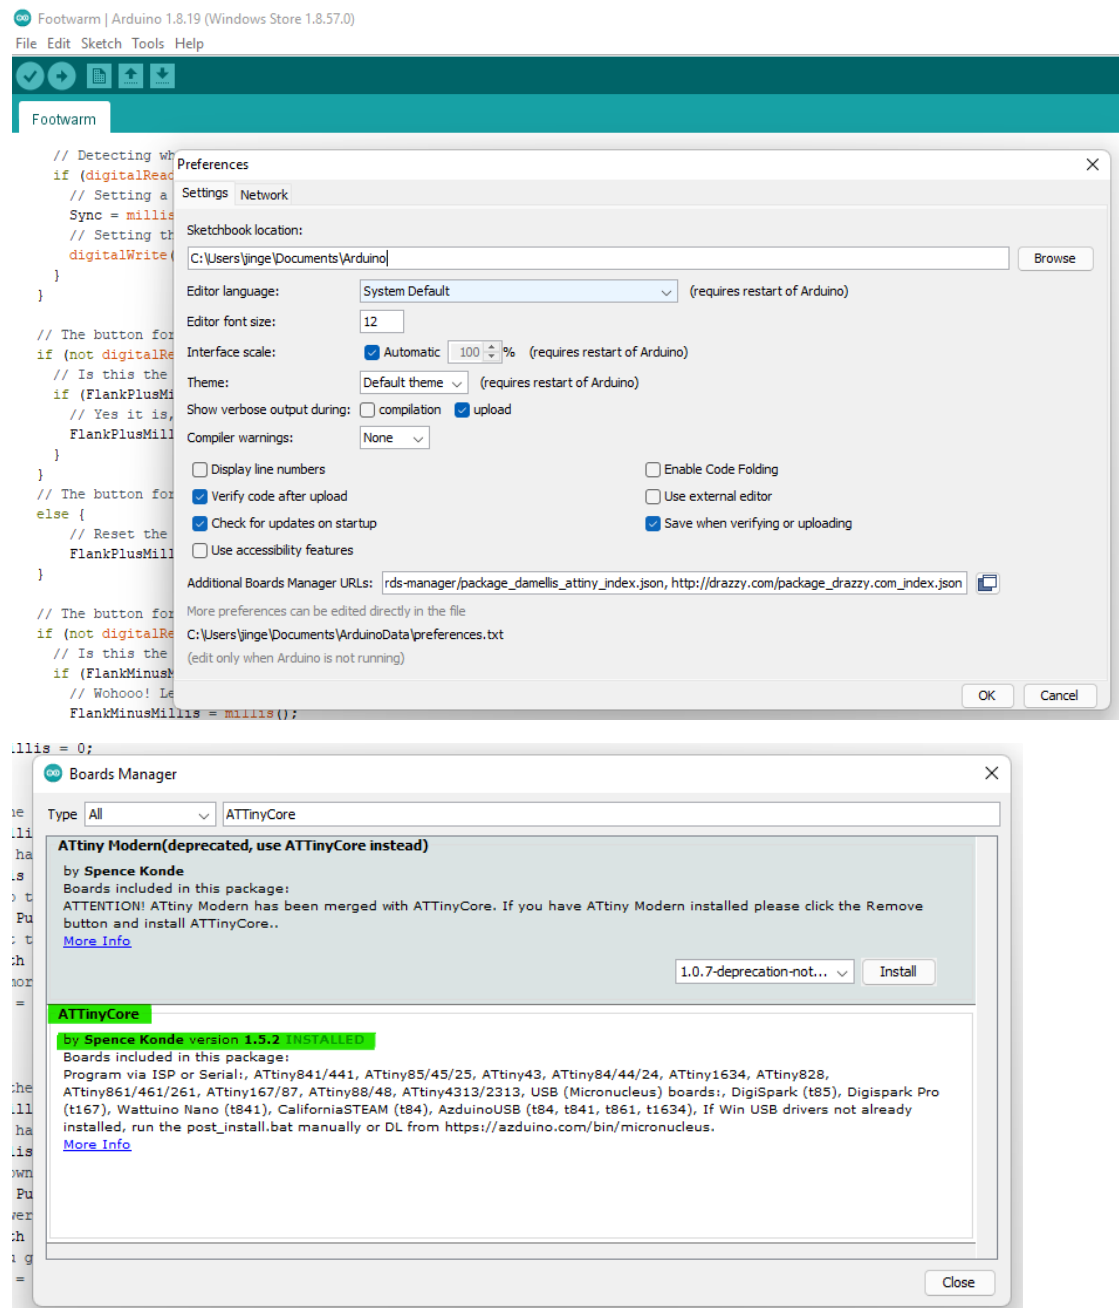 Footwarm | Arduino 1.8.19 (Windows Store 1.8.57.0)
File Edit Sketch Tools Help
Footwarm
// Detecting wh
if (digitalRead
// Setting a
Sync = millis
// Setting th
digitalWrite(
}
}
// The button for
if (not digitalRe
// Is this the
if (FlankPlusMi
// Yes it is,
FlankPlusMill
}
}
// The button for
else {
// Reset the
FlankPlusMill
}
// The button for
if (not digitalRe
// Is this the
if (FlankMinusM
// Wohooo! Le
FlankMinusMillis = millis();
Preferences
Settings Network
Sketchbook location:
C:\Users\jinge\Documents\Arduino
Browse
Editor language: System Default (requires restart of Arduino)
Editor font size: 12
Interface scale: Automatic 100 % (requires restart of Arduino)
Theme: Default theme (requires restart of Arduino)
Show verbose output during: compilation upload
Compiler warnings: None
Display line numbers Enable Code Folding
Verify code after upload Use external editor
Check for updates on startup Save when verifying or uploading
Use accessibility features
Additional Boards Manager URLs: rds-manager/package_damellis_attiny_index.json, http://drazzy.com/package_drazzy.com_index.json
More preferences can be edited directly in the file
C:\Users\jinge\Documents\ArduinoData\preferences.txt
(edit only when Arduino is not running)
OK Cancel
illis = 0;
Boards Manager
Type All ATTinyCore
ATtiny Modern(deprecated, use ATTinyCore instead)
by Spence Konde
Boards included in this package:
ATTENTION! ATtiny Modern has been merged with ATTinyCore. If you have ATtiny Modern installed please click the Remove
button and install ATTinyCore..
More Info
1.0.7-deprecation-not... Install
ATTinyCore
by Spence Konde version 1.5.2 INSTALLED
Boards included in this package:
Program via ISP or Serial:, ATtiny841/441, ATtiny85/45/25, ATtiny43, ATtiny84/44/24, ATtiny1634, ATtiny828,
ATtiny861/461/261, ATtiny167/87, ATtiny88/48, ATtiny4313/2313, USB (Micronucleus) boards:, DigiSpark (t85), Digispark Pro
(t167), Wattuino Nano (t841), CaliforniaSTEAM (t84), AzduinoUSB (t84, t841, t861, t1634), If Win USB drivers not already
installed, run the post_install.bat manually or DL from https://azduino.com/bin/micronucleus.
More Info
Close